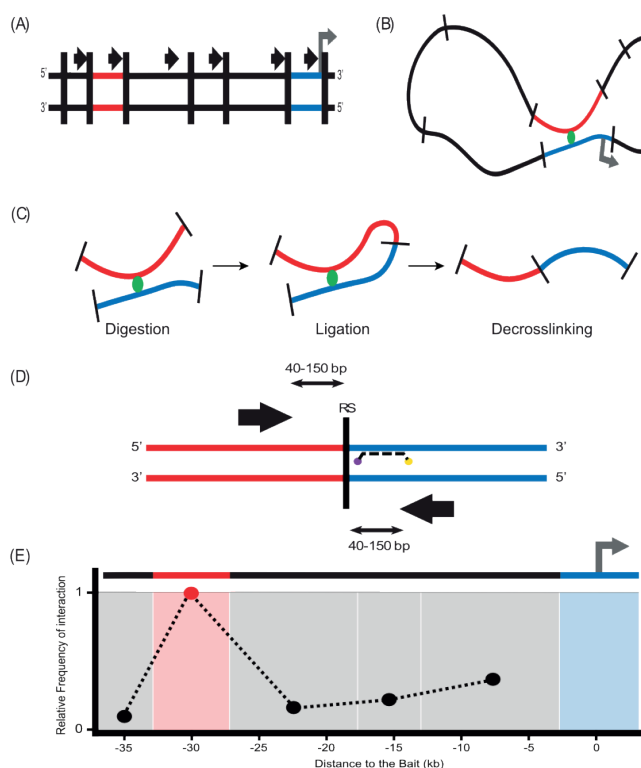 (A)
(B)
5’ 3’
3’ 5’
(C)
Digestion Ligation Decrosslinking
(D)
40-150 bp
RS
5’ 3’
3’ 5’
40-150 bp
(E)
Relative Frequency of interaction
1
0
-35 -30 -25 -20 -15 -10 -5 0
Distance to the Bait (kb)